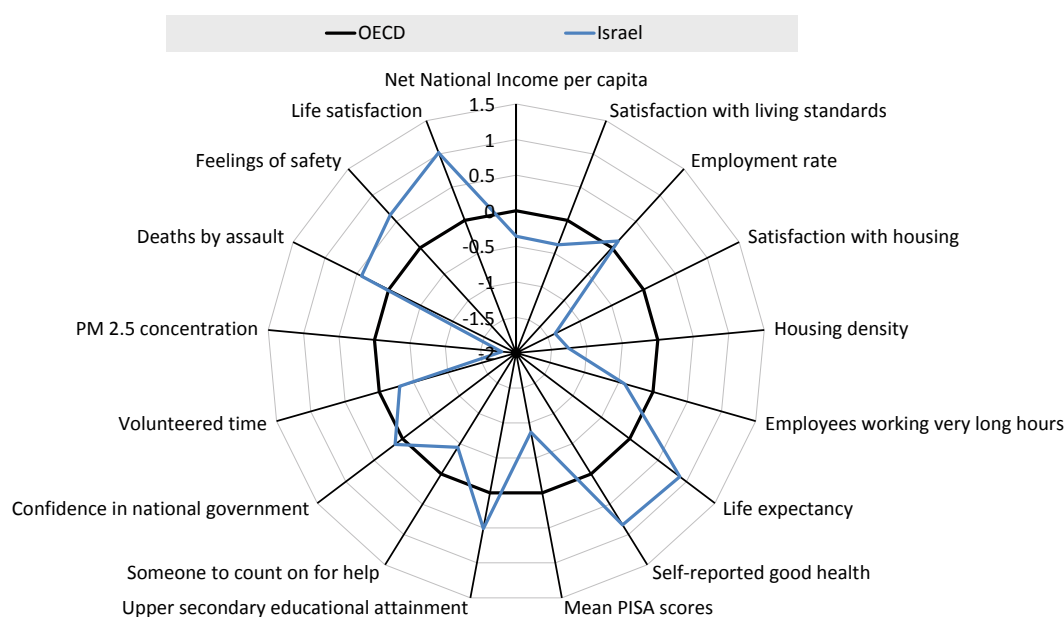 OECD Israel
Net National Income per capita
Life satisfaction
Satisfaction with living standards
Feelings of safety
Employment rate
Deaths by assault
Satisfaction with housing
PM 2.5 concentration
Housing density
Volunteered time
Employees working very long hours
Confidence in national government
Life expectancy
Someone to count on for help
Self-reported good health
Upper secondary educational attainment
Mean PISA scores
1.5
1
0.5
0
-0.5
-1
-1.5
-2